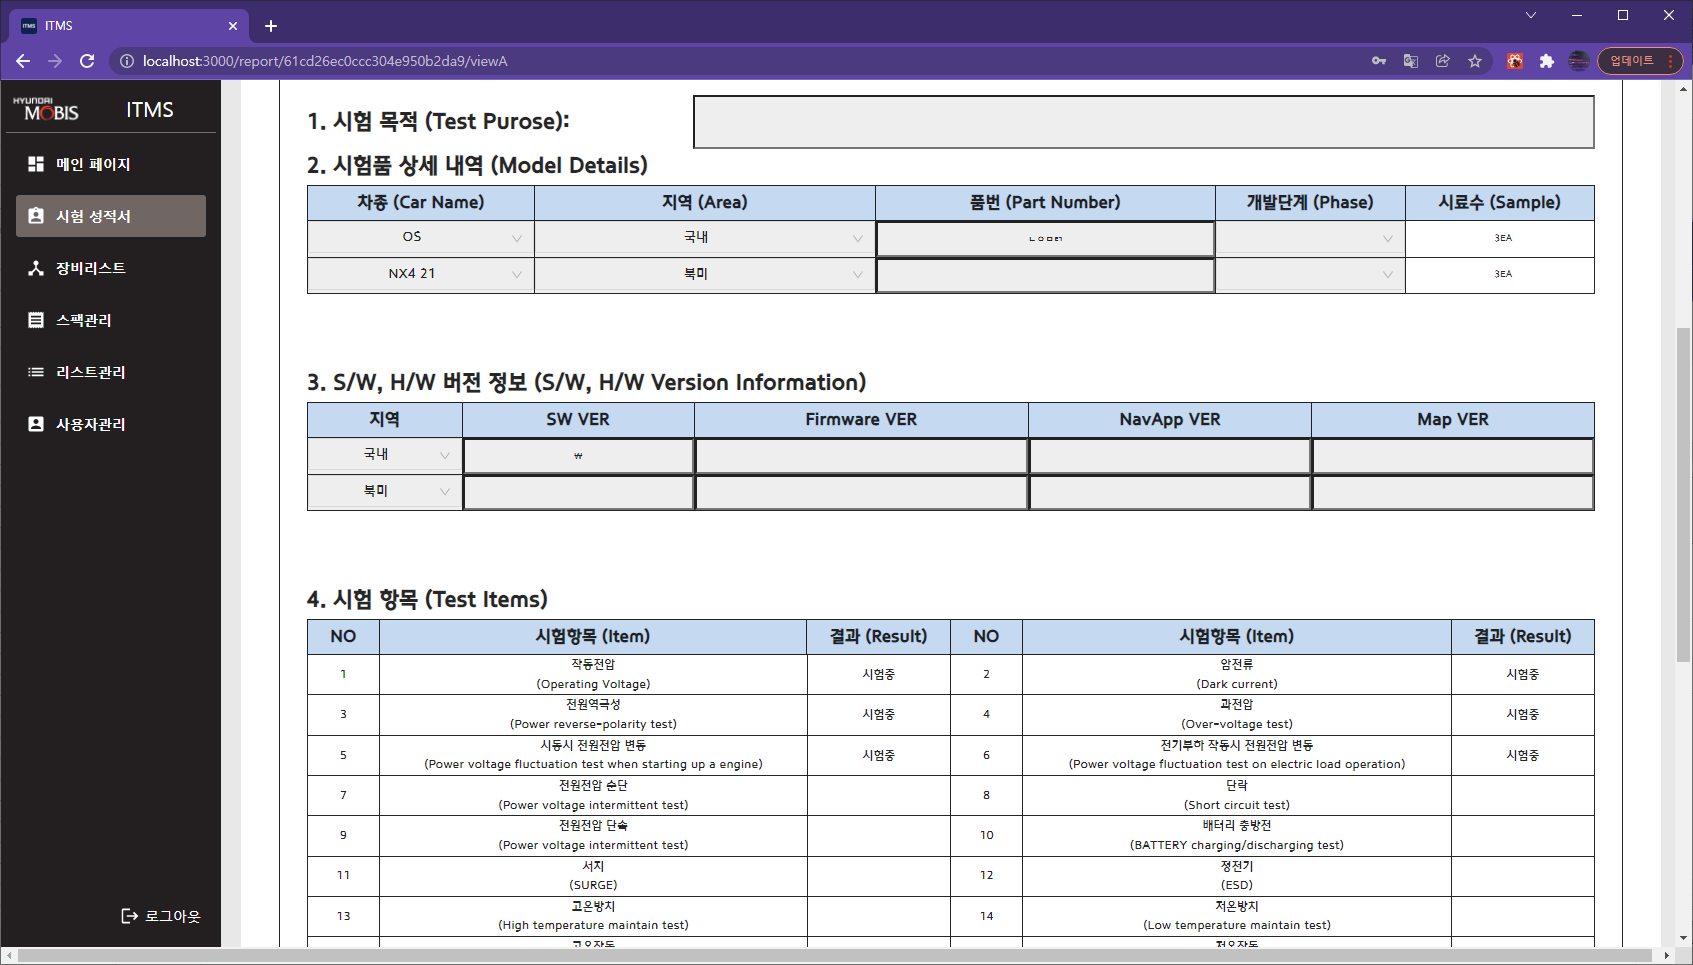 ITMS
localhost:3000/report/61cd26ec0ccc304e950b2da9/viewA
업데이트
HYUNDAI
MOBIS
ITMS
메인 페이지
시험 성적서
장비리스트
스팩관리
리스트관리
사용자관리
로그아웃
1. 시험 목적 (Test Purose):
2. 시험품 상세 내역 (Model Details)
차종 (Car Name) 지역 (Area) 품번 (Part Number) 개발단계 (Phase) 시료수 (Sample)
OS 국내 3EA
NX4 21 북미 3EA
3. S/W, H/W 버전 정보 (S/W, H/W Version Information)
지역 SW VER Firmware VER NavApp VER Map VER
국내
북미
4. 시험 항목 (Test Items)
NO 시험항목 (Item) 결과 (Result) NO 시험항목 (Item) 결과 (Result)
1 작동전압 (Operating Voltage) 시험중 2 암전류 (Dark current) 시험중
3 전원역극성 (Power reverse-polarity test) 시험중 4 과전압 (Over-voltage test) 시험중
5 시동시 전원전압 변동 (Power voltage fluctuation test when starting up a engine) 시험중 6 전기부하 작동시 전원전압 변동 (Power voltage fluctuation test on electric load operation) 시험중
7 전원전압 순단 (Power voltage intermittent test) 8 단락 (Short circuit test)
9 전원전압 단속 (Power voltage intermittent test) 10 배터리 충방전 (BATTERY charging/discharging test)
11 서지 (SURGE) 12 정전기 (ESD)
13 고온방치 (High temperature maintain test) 14 저온방치 (Low temperature maintain test)